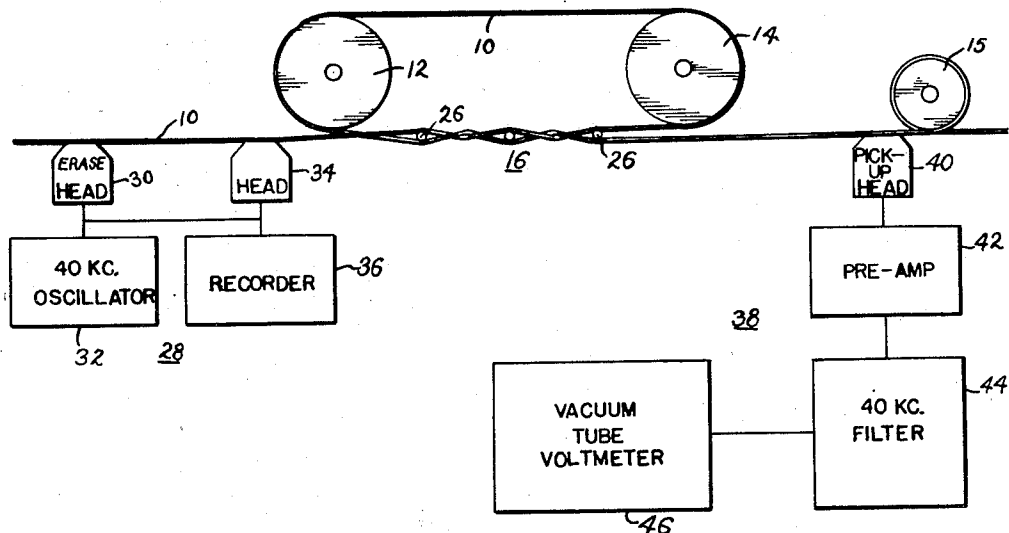 10
12
14
15
10
26
16
26
ERASE
HEAD
30
HEAD
34
PICK-
UP
HEAD
40
40 KC.
OSCILLATOR
32
28
RECORDER
36
PRE-AMP
42
38
VACUUM
TUBE
VOLTMETER
46
40 KC.
FILTER
44